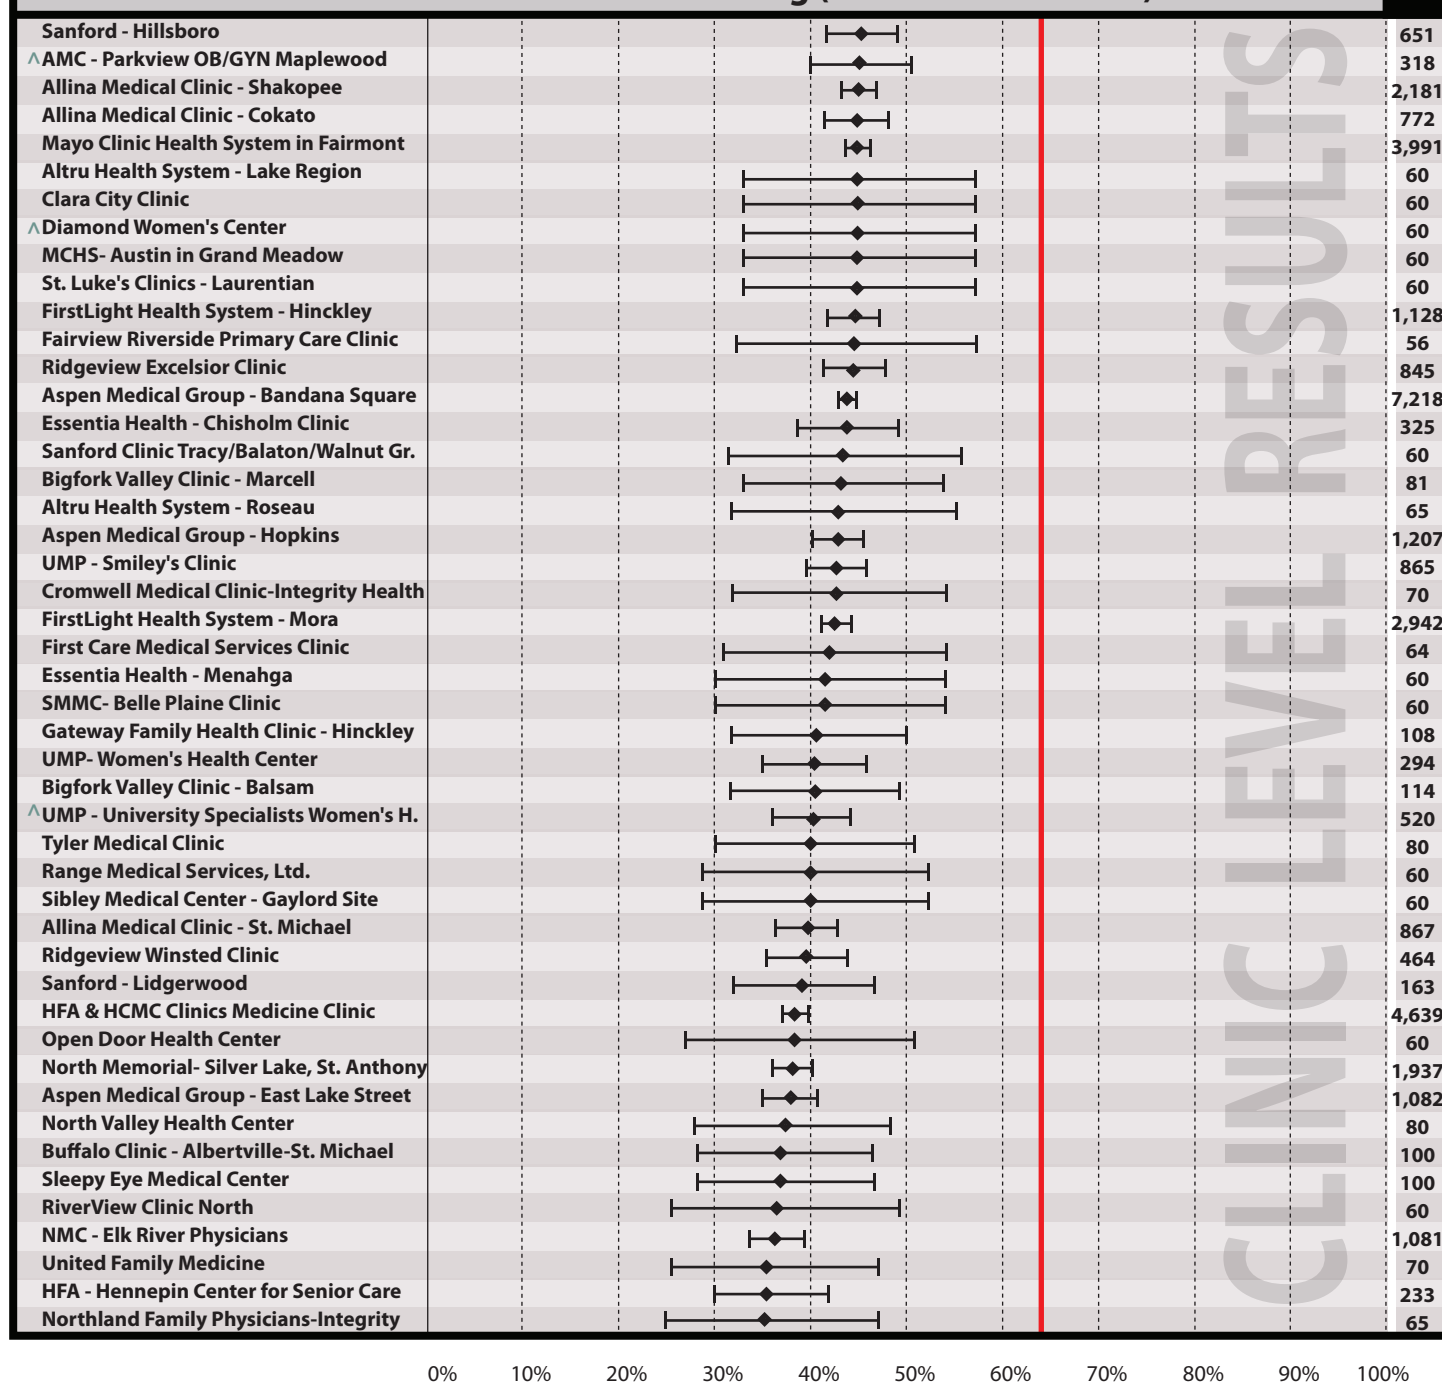 Sanford - Hillsboro 651
^AMC - Parkview OB/GYN Maplewood 318
Allina Medical Clinic - Shakopee 2,181
Allina Medical Clinic - Cokato 772
Mayo Clinic Health System in Fairmont 3,991
Altru Health System - Lake Region 60
Clara City Clinic 60
^Diamond Women's Center 60
MCHS- Austin in Grand Meadow 60
St. Luke's Clinics - Laurentian 60
FirstLight Health System - Hinckley 1,128
Fairview Riverside Primary Care Clinic 56
Ridgeview Excelsior Clinic 845
Aspen Medical Group - Bandana Square 7,218
Essentia Health - Chisholm Clinic 325
Sanford Clinic Tracy/Balaton/Walnut Gr. 60
Bigfork Valley Clinic - Marcell 81
Altru Health System - Roseau 65
Aspen Medical Group - Hopkins 1,207
UMP - Smiley's Clinic 865
Cromwell Medical Clinic-Integrity Health 70
FirstLight Health System - Mora 2,942
First Care Medical Services Clinic 64
Essentia Health - Menahga 60
SMMC- Belle Plaine Clinic 60
Gateway Family Health Clinic - Hinckley 108
UMP- Women's Health Center 294
Bigfork Valley Clinic - Balsam 114
^UMP - University Specialists Women's H. 520
Tyler Medical Clinic 80
Range Medical Services, Ltd. 60
Sibley Medical Center - Gaylord Site 60
Allina Medical Clinic - St. Michael 867
Ridgeview Winsted Clinic 464
Sanford - Lidgerwood 163
HFA & HCMC Clinics Medicine Clinic 4,639
Open Door Health Center 60
North Memorial- Silver Lake, St. Anthony 1,937
Aspen Medical Group - East Lake Street 1,082
North Valley Health Center 80
Buffalo Clinic - Albertville-St. Michael 100
Sleepy Eye Medical Center 100
RiverView Clinic North 60
NMC - Elk River Physicians 1,081
United Family Medicine 70
HFA - Hennepin Center for Senior Care 233
Northland Family Physicians-Integrity 65
CLINIC LEVEL RESULTS
0% 10% 20% 30% 40% 50% 60% 70% 80% 90% 100%